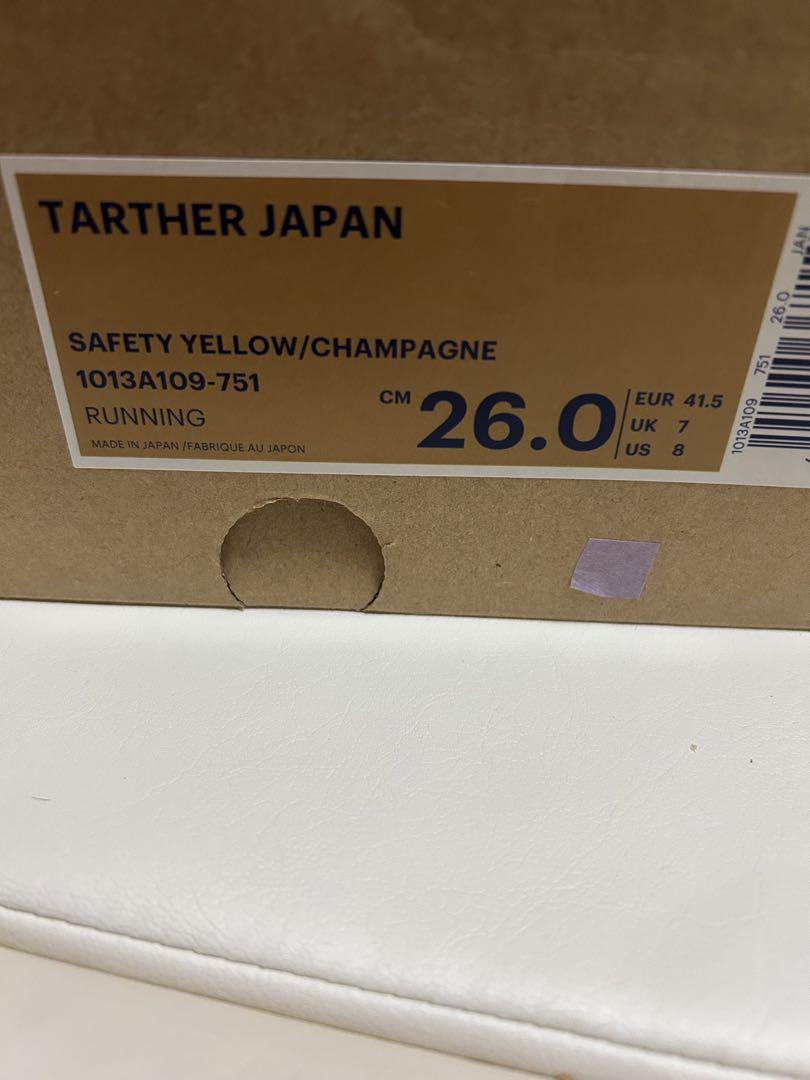 TARTHER JAPAN
SAFETY YELLOW/CHAMPAGNE
1013A109-751
RUNNING
MADE IN JAPAN /FABRIQUE AU JAPON
CM 26.0
EUR 41.5
UK 7
US 8
1013A109 751 26.0 JAN